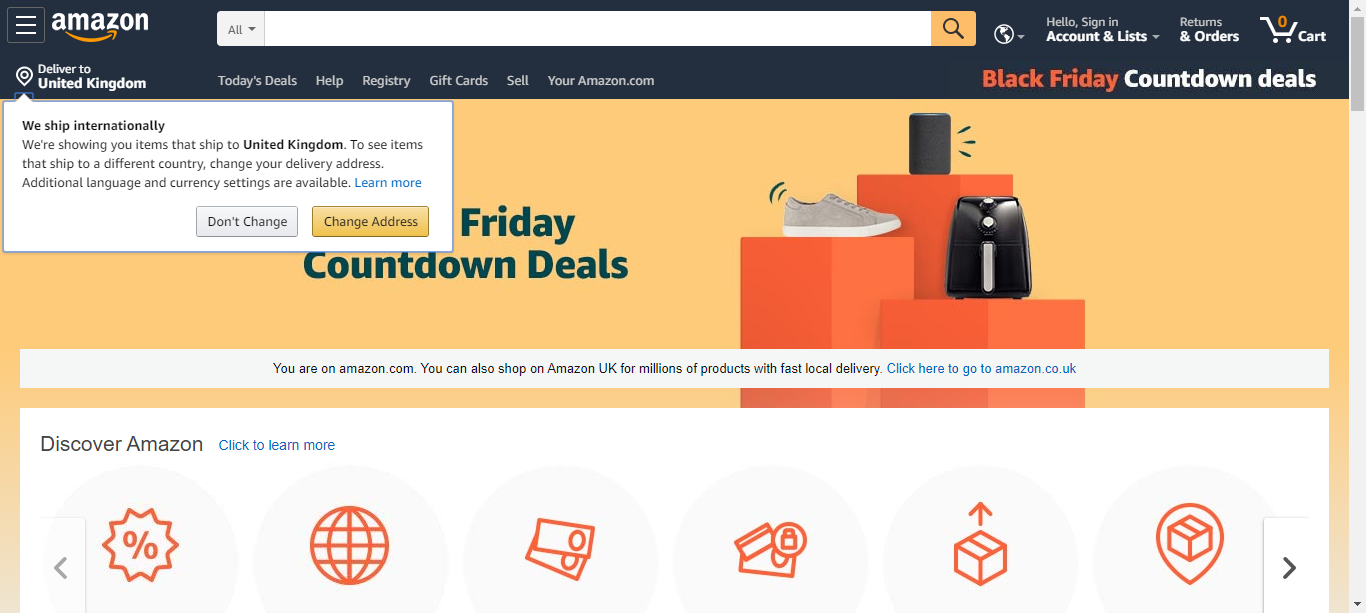 amazon
All
Hello, Sign in
Account & Lists
Returns
& Orders
0
Cart
Deliver to
United Kingdom
Today's Deals Help Registry Gift Cards Sell Your Amazon.com
Black Friday Countdown deals
We ship internationally
We're showing you items that ship to United Kingdom. To see items
that ship to a different country, change your delivery address.
Additional language and currency settings are available. Learn more
Don't Change Change Address
Friday
Countdown Deals
You are on amazon.com. You can also shop on Amazon UK for millions of products with fast local delivery. Click here to go to amazon.co.uk
Discover Amazon Click to learn more
%